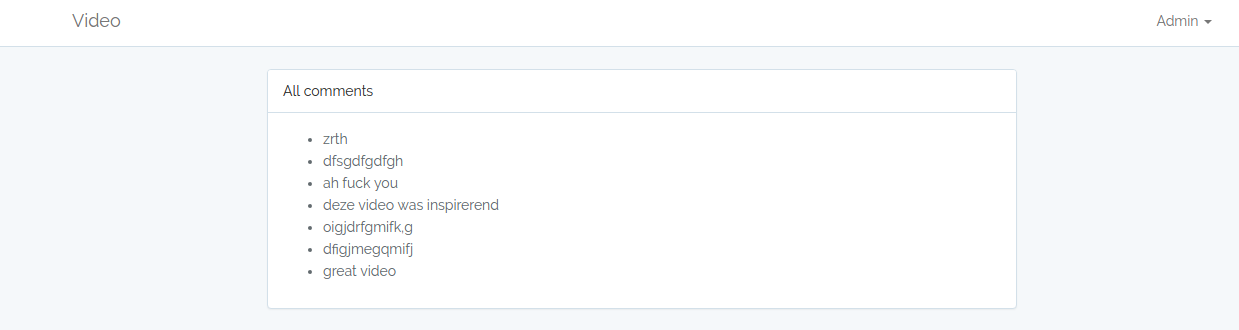 Video
Admin
All comments
zrth
dfsgdfgdfgh
ah fuck you
deze video was inspirerend
oigjdrfgmifk,g
dfigjmegqmifj
great video